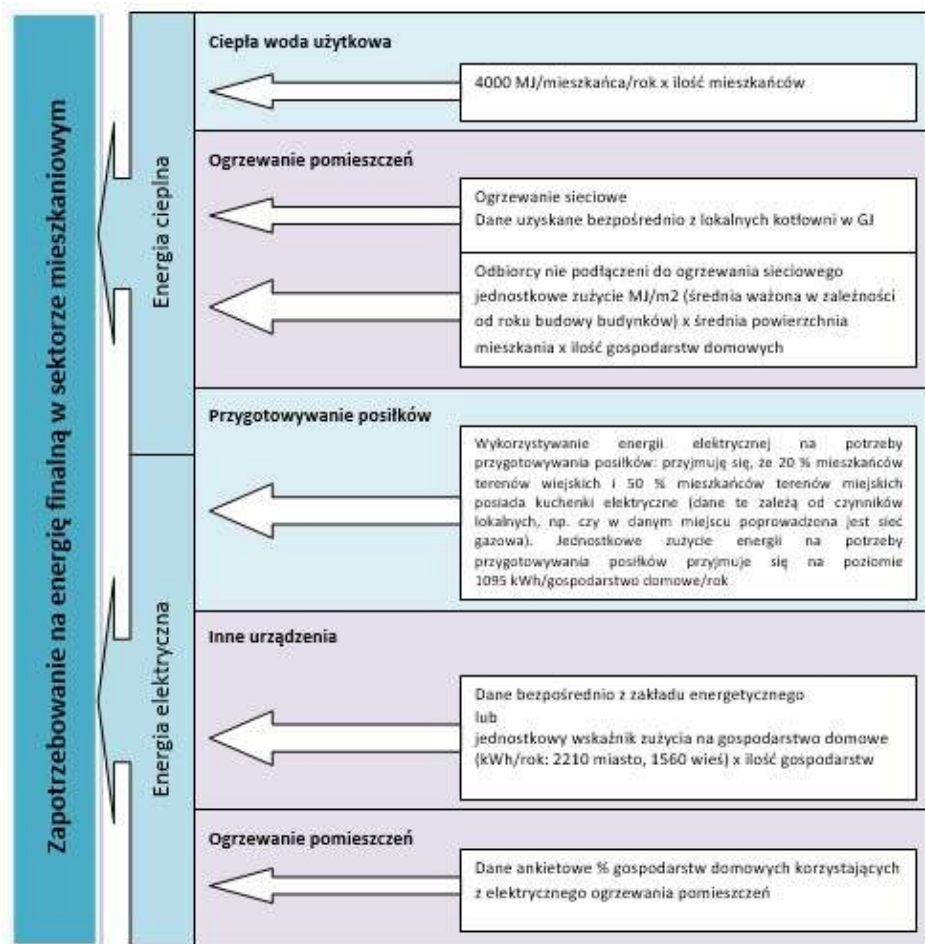 Zapotrzebowanie na energię finalną w sektorze mieszkaniowym
Energia cieplna
Ciepła woda użytkowa
4000 MJ/mieszkańca/rok x ilość mieszkańców
Ogrzewanie pomieszczeń
Ogrzewanie sieciowe
Dane uzyskane bezpośrednio z lokalnych kotłowni w GJ
Odbiorcy nie podłączeni do ogrzewania sieciowego
jednostkowe zużycie MJ/m2 (średnia ważona w zależności
od roku budowy budynków) x średnia powierzchnia
mieszkania x ilość gospodarstw domowych
Energia elektryczna
Przygotowywanie posiłków
Wykorzystywanie energii elektrycznej na potrzeby
przygotowywania posiłków: przyjmuję się, że 20 % mieszkańców
terenów wiejskich i 50 % mieszkańców terenów miejskich
posiada kuchenki elektryczne (dane te zależą od czynników
lokalnych, np. czy w danym miejscu poprowadzona jest sieć
gazowa). Jednostkowe zużycie energii na potrzeby
przygotowywania posiłków przyjmuje się na poziomie
1095 kWh/gospodarstwo domowe/rok
Inne urządzenia
Dane bezpośrednio z zakładu energetycznego
lub
jednostkowy wskaźnik zużycia na gospodarstwo domowe
(kWh/rok: 2210 miasto, 1560 wieś) x ilość gospodarstw
Ogrzewanie pomieszczeń
Dane ankietowe % gospodarstw domowych korzystających
z elektrycznego ogrzewania pomieszczeń